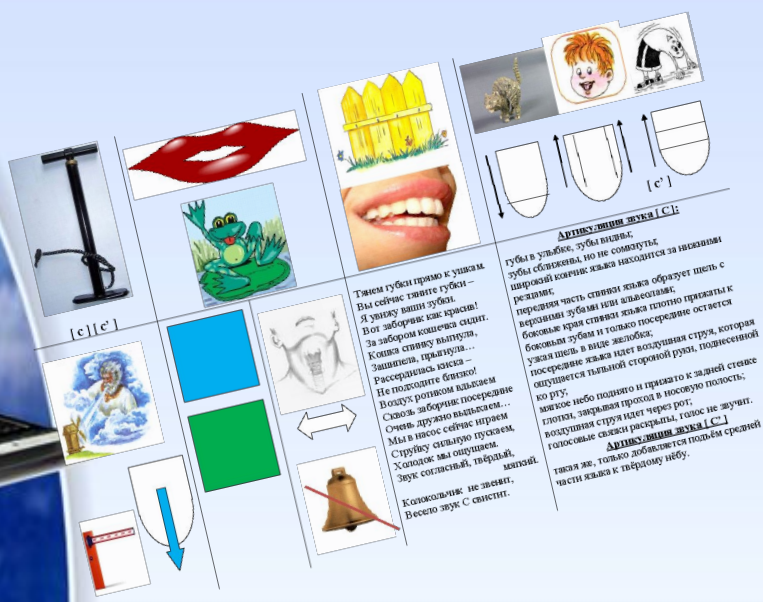 [ с ] [ с’ ]
Тянем губки прямо к ушкам.
Вы сейчас тяните губки –
Я увижу ваши зубки.
Вот заборчик как красив!
За забором кошечка сидит.
Кошка спинку выгнула,
Зашипела, прыгнула…
Рассердилась киска –
Не подходите близко!
Воздух ротиком вдыхаем
Сквозь заборчик посередине
Очень дружно выдыхаем…
Мы в насос сейчас играем
Струйку сильную пускаем,
Холодок мы ощущаем.
Звук согласный, твёрдый,
мягкий.
Колокольчик не звенит,
Весело звук С свистит.
[ с’ ]
Артикуляция звука [ С ]:
губы в улыбке, зубы видны;
зубы сближены, но не сомкнуты;
широкий кончик языка находится за нижними
резцами;
передняя часть спинки языка образует щель с
верхними зубами или альвеолами;
боковые края спинки языка плотно прижаты к
боковым зубам и только посередине остается
узкая щель в виде желобка;
посередине языка идет воздушная струя, которая
ощущается тыльной стороной руки, поднесенной
ко рту;
мягкое небо поднято и прижато к задней стенке
глотки, закрывая проход в носовую полость;
воздушная струя идет через рот;
голосовые связки раскрыты, голос не звучит.
Артикуляция звука [ С’ ]
такая же, только добавляется подъём средней
части языка к твёрдому нёбу.